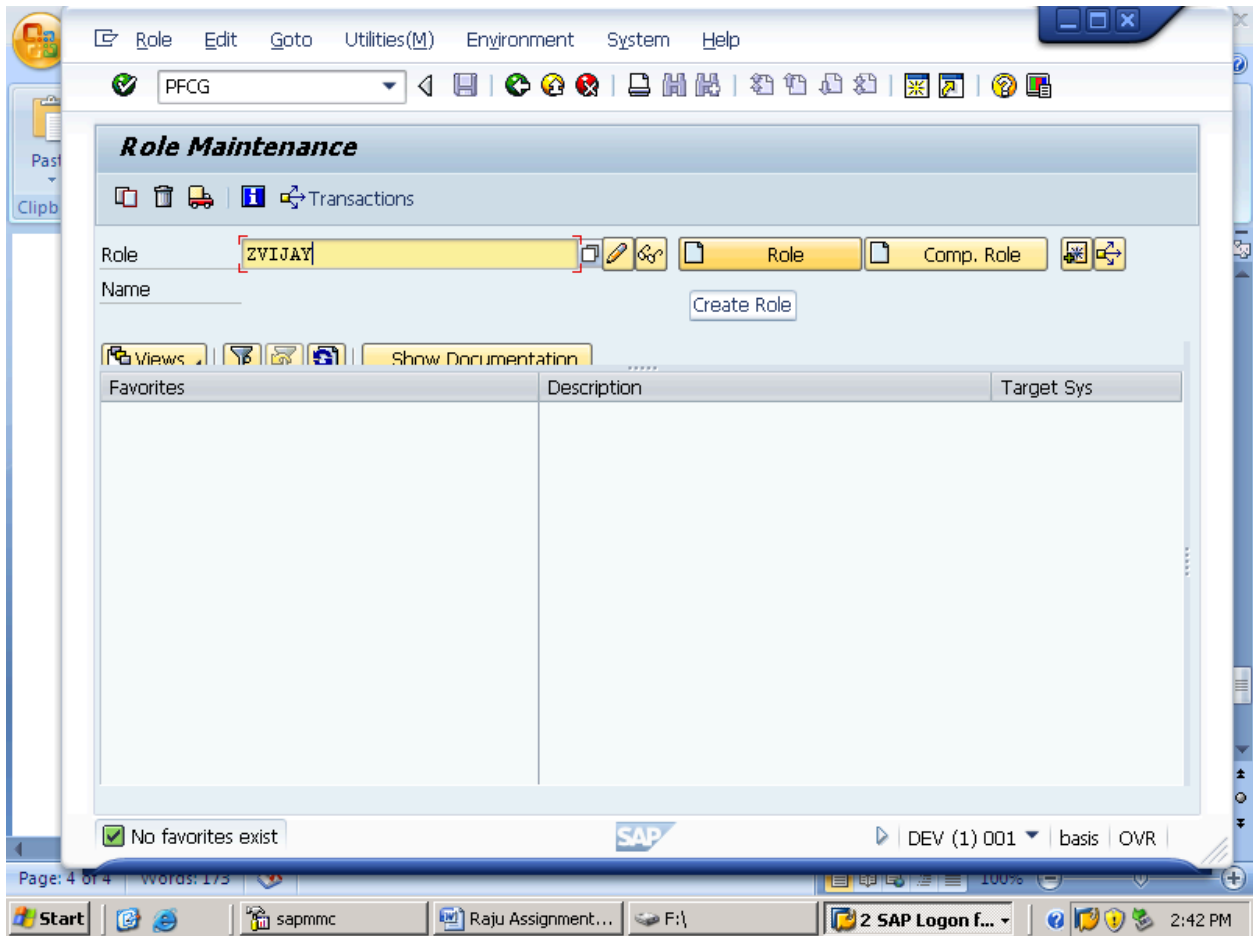 Role Edit Goto Utilities(M) Environment System Help
PFCG
Role Maintenance
Transactions
Role ZVIJAY Role Comp. Role
Name
Create Role
Views Show Documentation
Favorites Description Target Sys
No favorites exist SAP DEV (1) 001 basis OVR
Past
Clipb
Page: 4 of 4 Words: 173 100%
Start sapmmc Raju Assignment... F:\ 2 SAP Logon f... 2:42 PM